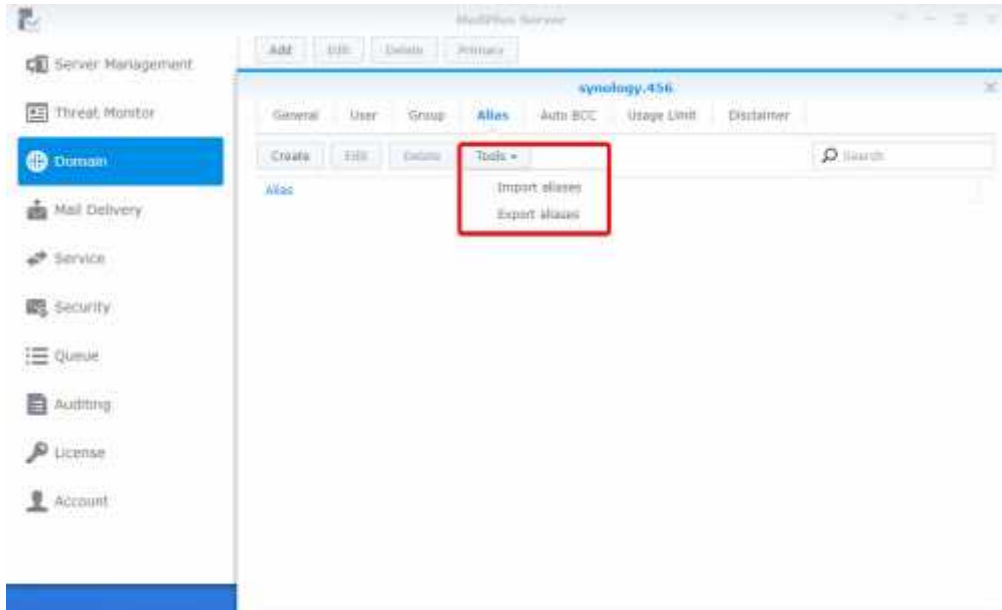 MailPlus Server
Add Edit Delete Primary
Server Management
Threat Monitor
Domain
Mail Delivery
Service
Security
Queue
Auditing
License
Account
synology.456
General User Group Alias Auto BCC Usage Limit Disclaimer
Create Edit Delete Tools
Search
Alias
Import aliases
Export aliases